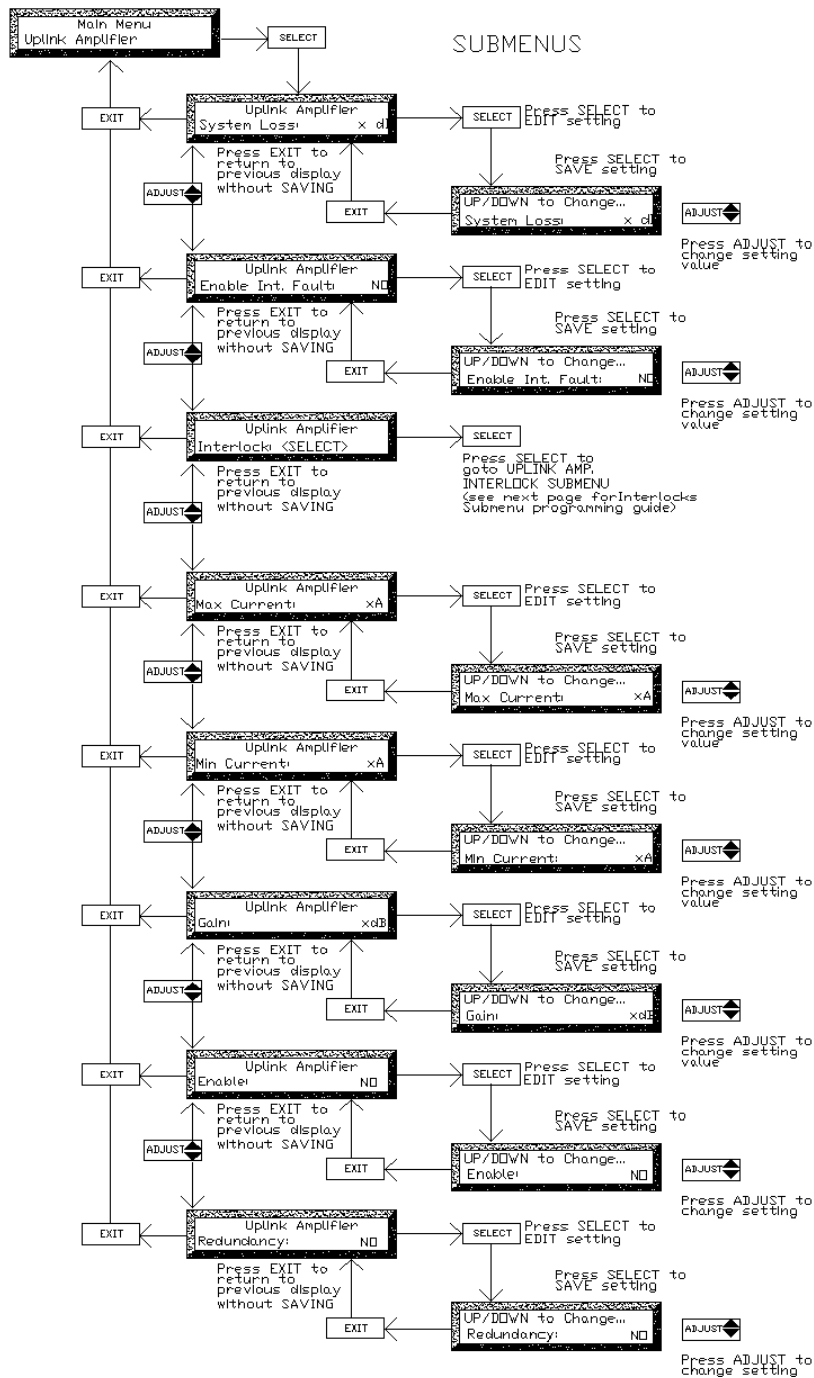 Main Menu
Uplink Amplifier
SELECT
SUBMENUS
EXIT
Uplink Amplifier
System Loss: x dB
SELECT
Press SELECT to
EDIT setting
Press EXIT to
return to
previous display
without SAVING
ADJUST
EXIT
Press SELECT to
SAVE setting
UP/DOWN to Change...
System Loss: x d
ADJUST
Press ADJUST to
change setting
value
EXIT
Uplink Amplifier
Enable Int. Fault: NO
SELECT
Press SELECT to
EDIT setting
Press EXIT to
return to
previous display
without SAVING
ADJUST
EXIT
Press SELECT to
SAVE setting
UP/DOWN to Change...
Enable Int. Fault: NO
ADJUST
Press ADJUST to
change setting
value
EXIT
Uplink Amplifier
Interlock: <SELECT>
SELECT
Press SELECT to
goto UPLINK AMP.
INTERLOCK SUBMENU
(see next page forInterlocks
Submenu programming guide)
Press EXIT to
return to
previous display
without SAVING
ADJUST
EXIT
Uplink Amplifier
Max Current: xA
SELECT
Press SELECT to
EDIT setting
Press EXIT to
return to
previous display
without SAVING
ADJUST
EXIT
Press SELECT to
SAVE setting
UP/DOWN to Change...
Max Current: xA
ADJUST
Press ADJUST to
change setting
value
EXIT
Uplink Amplifier
Min Current: xA
SELECT
Press SELECT to
EDIT setting
Press EXIT to
return to
previous display
without SAVING
ADJUST
EXIT
Press SELECT to
SAVE setting
UP/DOWN to Change...
Min Current: xA
ADJUST
Press ADJUST to
change setting
value
EXIT
Uplink Amplifier
Gain: xdB
SELECT
Press SELECT to
EDIT setting
Press EXIT to
return to
previous display
without SAVING
ADJUST
EXIT
Press SELECT to
SAVE setting
UP/DOWN to Change...
Gain: xdB
ADJUST
Press ADJUST to
change setting
value
EXIT
Uplink Amplifier
Enable: NO
SELECT
Press SELECT to
EDIT setting
Press EXIT to
return to
previous display
without SAVING
ADJUST
EXIT
Press SELECT to
SAVE setting
UP/DOWN to Change...
Enable: NO
ADJUST
Press ADJUST to
change setting
EXIT
Uplink Amplifier
Redundancy: NO
SELECT
Press SELECT to
EDIT setting
Press EXIT to
return to
previous display
without SAVING
EXIT
Press SELECT to
SAVE setting
UP/DOWN to Change...
Redundancy: NO
ADJUST
Press ADJUST to
change setting